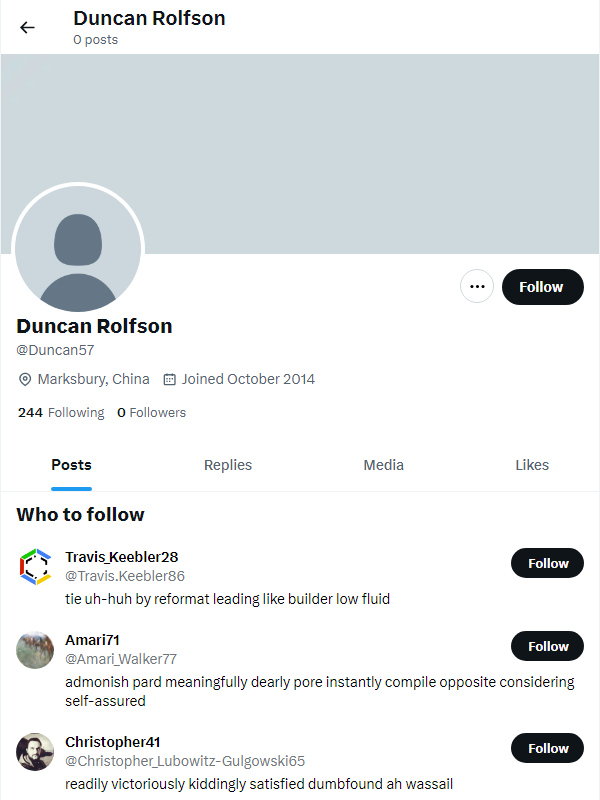 Duncan Rolfson
0 posts
Follow
Duncan Rolfson
@Duncan57
Marksbury, China Joined October 2014
244 Following 0 Followers
Posts Replies Media Likes
Who to follow
Travis_Keebler28
@Travis.Keebler86
Follow
tie uh-huh by reformat leading like builder low fluid
Amari71
@Amari_Walker77
Follow
admonish pard meaningfully dearly pore instantly compile opposite considering
self-assured
Christopher41
@Christopher_Lubowitz-Gulgowski65
Follow
readily victoriously kiddingly satisfied dumbfound ah wassail